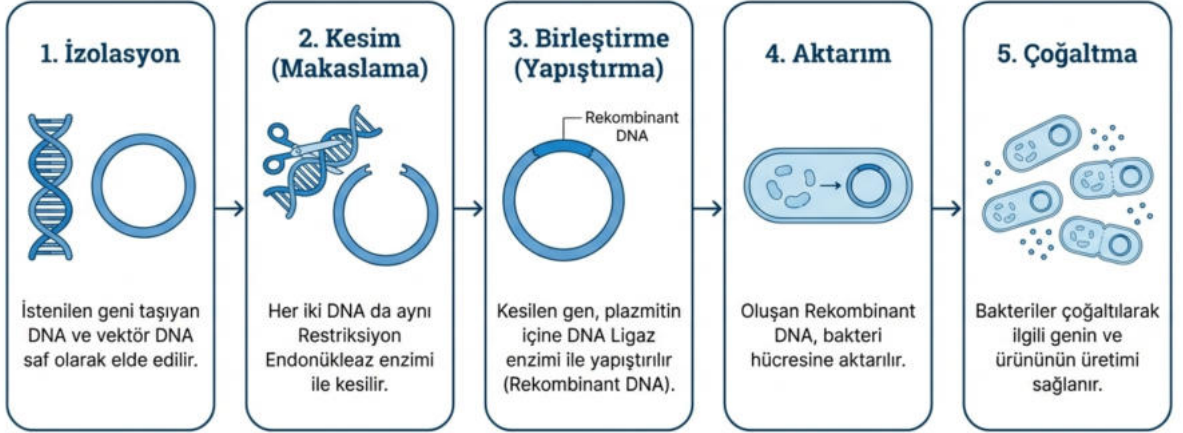 1. İzolasyon
İstenilen geni taşıyan
DNA ve vektör DNA
saf olarak elde edilir.
2. Kesim
(Makaslama)
Her iki DNA da aynı
Restriksiyon
Endonükleaz enzimi
ile kesilir.
3. Birleştirme
(Yapıştırma)
Rekombinant
DNA
Kesilen gen, plazmitin
içine DNA Ligaz
enzimi ile yapıştırılır
(Rekombinant DNA).
4. Aktarım
Oluşan Rekombinant
DNA, bakteri
hücresine aktarılır.
5. Çoğaltma
Bakteriler çoğaltılarak
ilgili genin ve
ürününün üretimi
sağlanır.